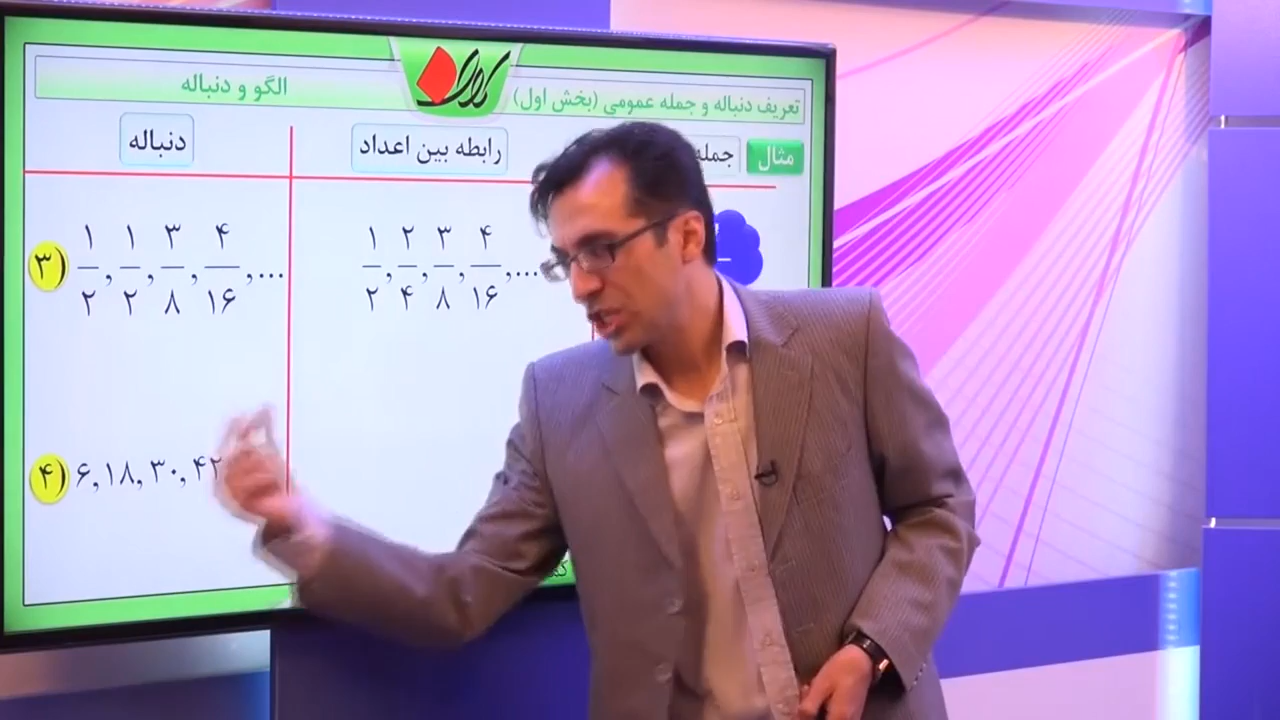 تعریف دنباله و جمله عمومی (بخش اول)
الگو و دنباله
مثال
جمله
رابطه بین اعداد
دنباله
۳) ۱/۲, ۱/۲, ۳/۸, ۴/۱۶, ...
۱/۲, ۲/۴, ۳/۸, ۴/۱۶, ...
۴) ۶, ۱۸, ۳۰, ۴۲